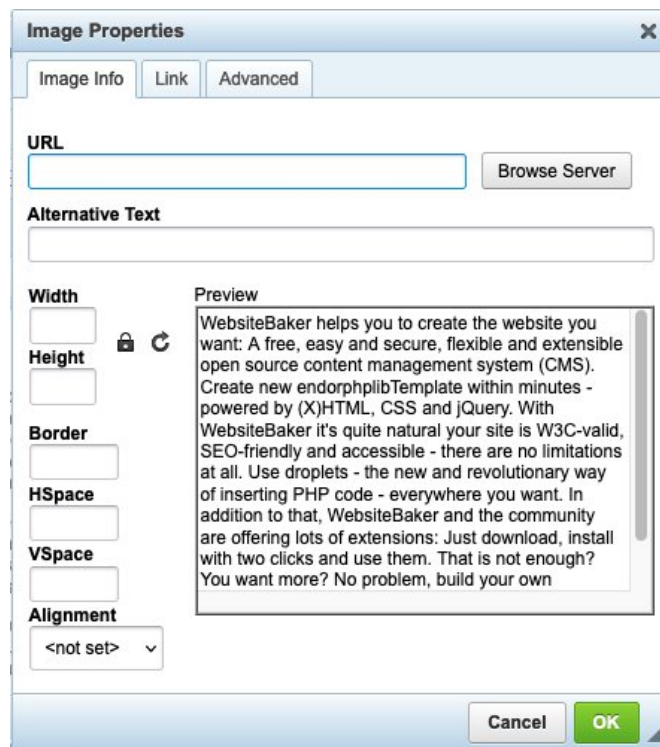 Image Properties
Image Info Link Advanced
URL
Browse Server
Alternative Text
Width
Preview
WebsiteBaker helps you to create the website you
want: A free, easy and secure, flexible and extensible
open source content management system (CMS).
Create new endorphplibTemplate within minutes -
powered by (X)HTML, CSS and jQuery. With
WebsiteBaker it's quite natural your site is W3C-valid,
SEO-friendly and accessible - there are no limitations
at all. Use droplets - the new and revolutionary way
of inserting PHP code - everywhere you want. In
addition to that, WebsiteBaker and the community
are offering lots of extensions: Just download, install
with two clicks and use them. That is not enough?
You want more? No problem, build your own
Height
Border
HSpace
VSpace
Alignment
<not set>
Cancel OK